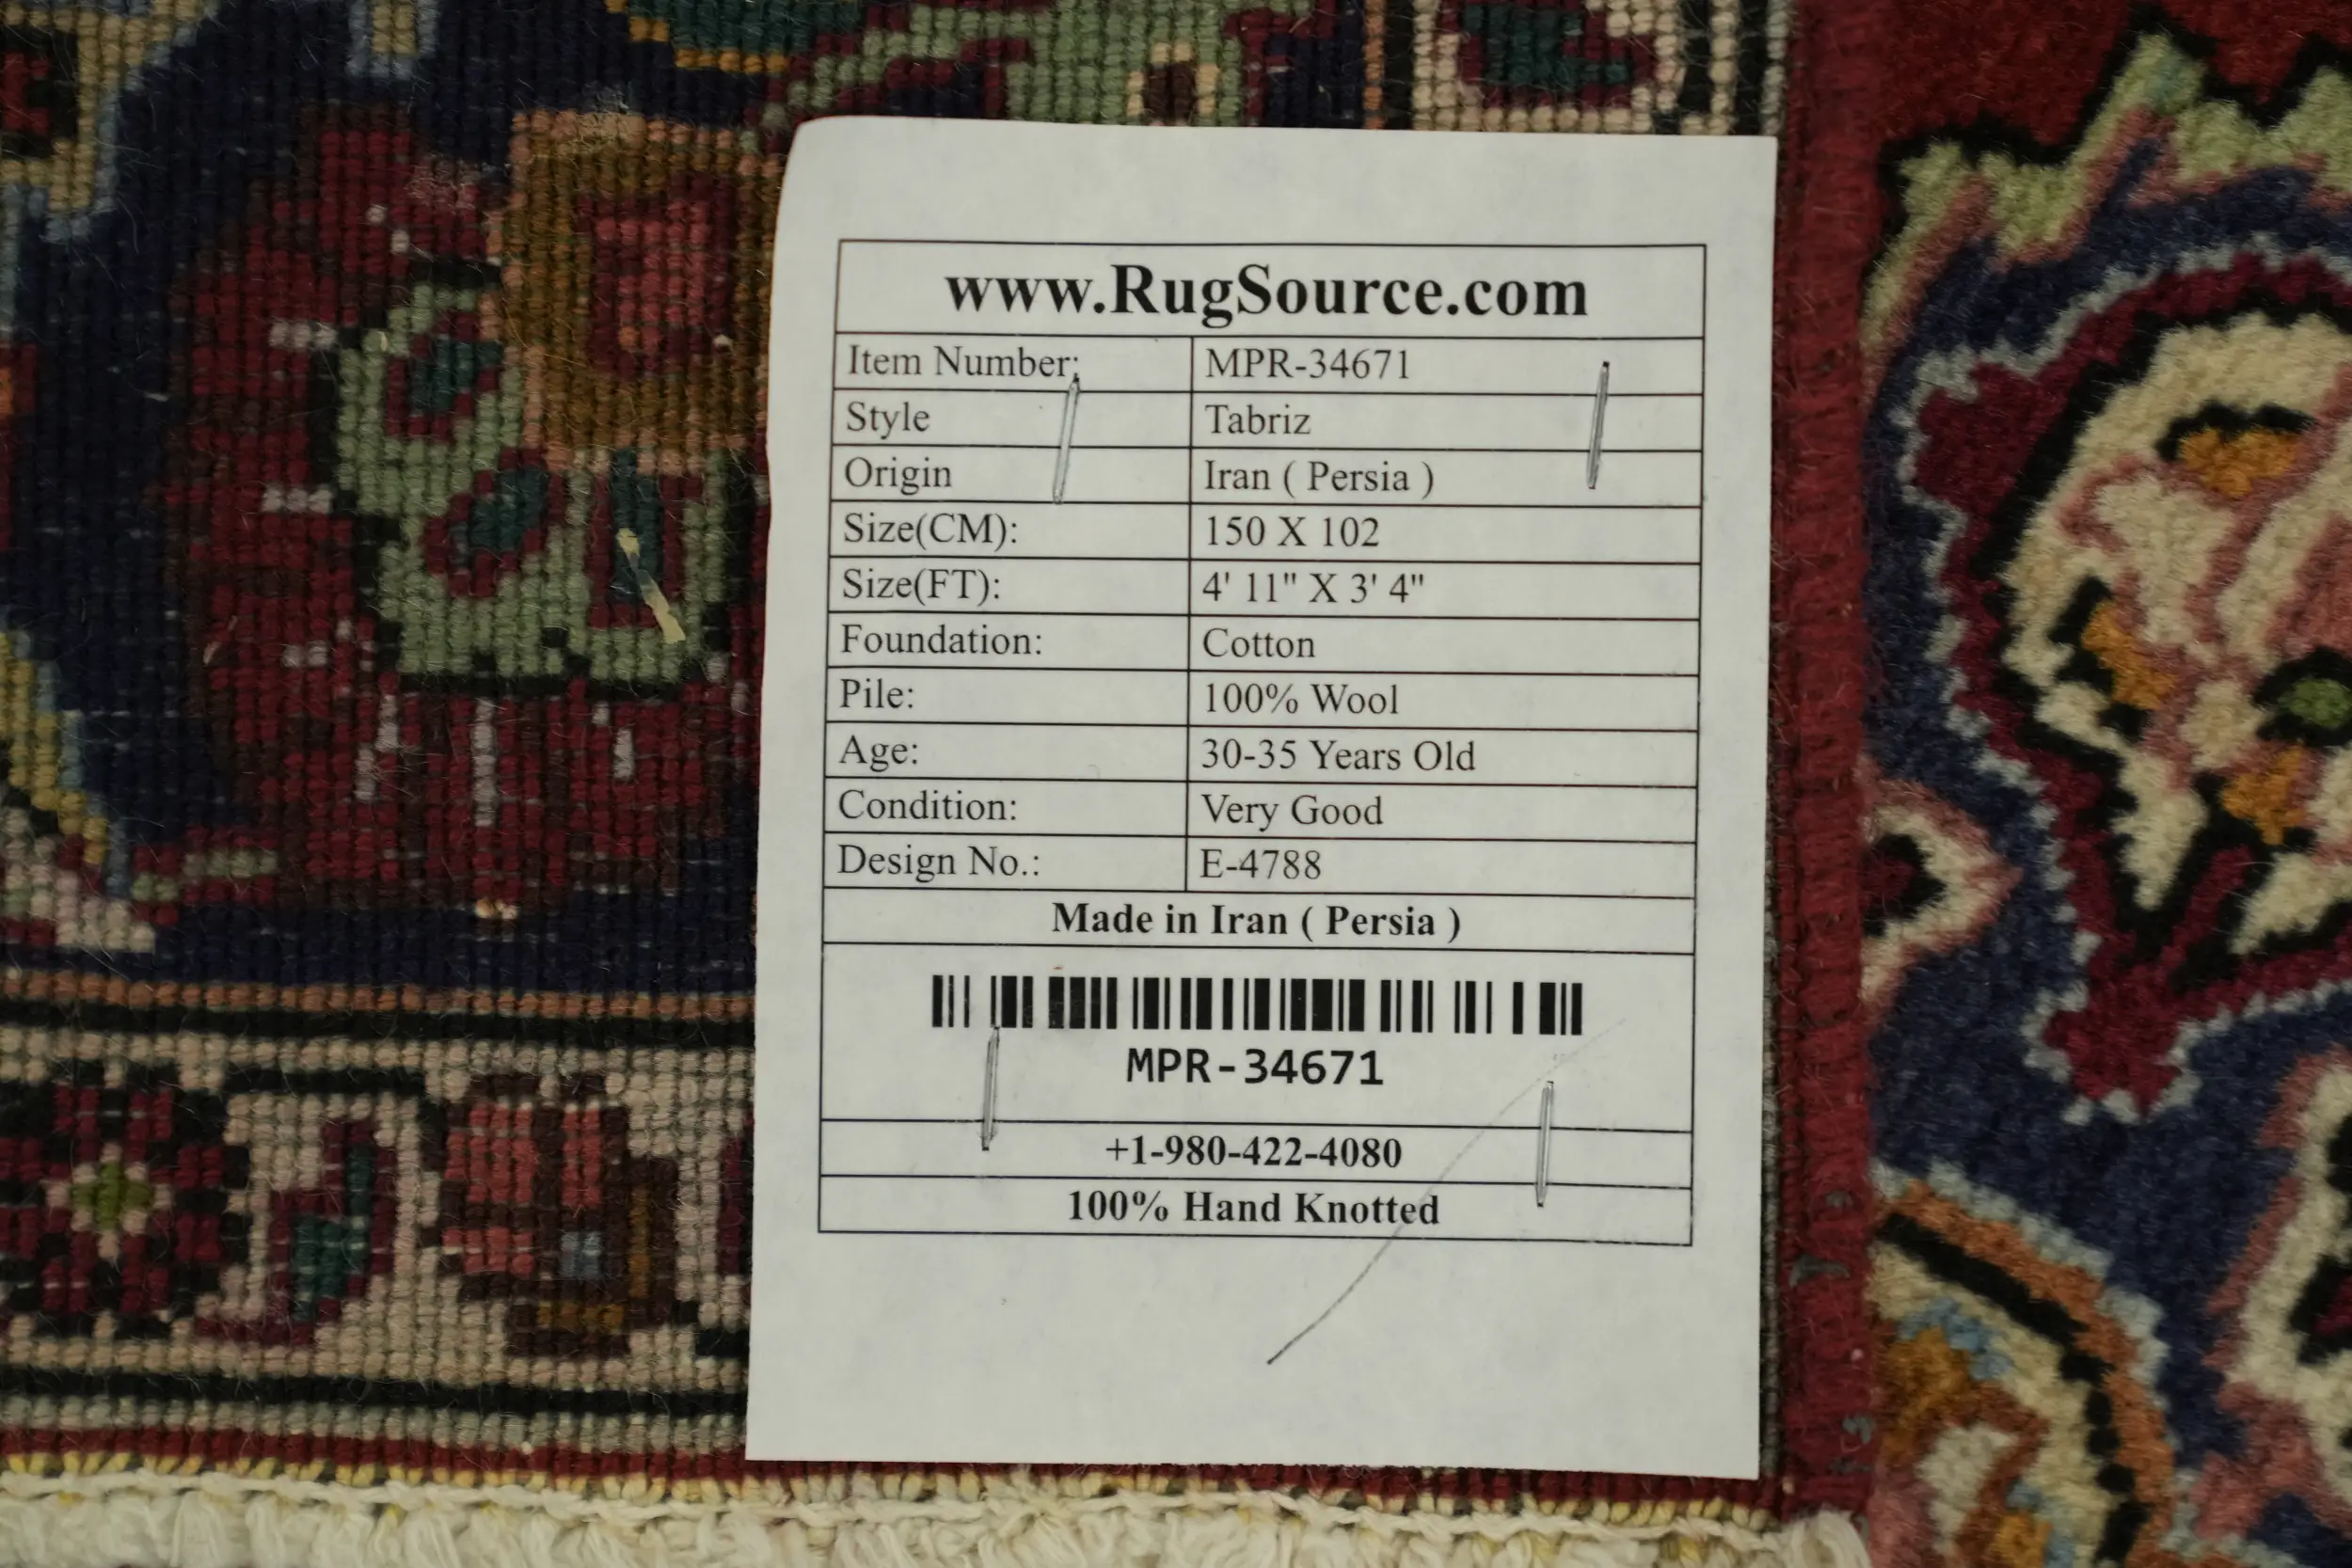 www.RugSource.com
Item Number: MPR-34671
Style Tabriz
Origin Iran ( Persia )
Size(CM): 150 X 102
Size(FT): 4' 11" X 3' 4"
Foundation: Cotton
Pile: 100% Wool
Age: 30-35 Years Old
Condition: Very Good
Design No.: E-4788
Made in Iran ( Persia )
MPR-34671
+1-980-422-4080
100% Hand Knotted